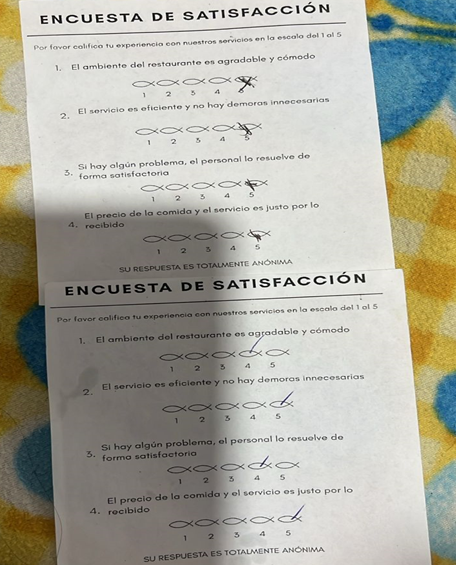 ENCUESTA DE SATISFACCIÓN
Por favor califica tu experiencia con nuestros servicios en la escala del 1 al 5
1. El ambiente del restaurante es agradable y cómodo
1 2 3 4 5
2. El servicio es eficiente y no hay demoras innecesarias
1 2 3 4 5
3. Si hay algún problema, el personal lo resuelve de
forma satisfactoria
1 2 3 4 5
4. El precio de la comida y el servicio es justo por lo
recibido
1 2 3 4 5
SU RESPUESTA ES TOTALMENTE ANÓNIMA
ENCUESTA DE SATISFACCIÓN
Por favor califica tu experiencia con nuestros servicios en la escala del 1 al 5
1. El ambiente del restaurante es agradable y cómodo
1 2 3 4 5
2. El servicio es eficiente y no hay demoras innecesarias
1 2 3 4 5
3. Si hay algún problema, el personal lo resuelve de
forma satisfactoria
1 2 3 4 5
4. El precio de la comida y el servicio es justo por lo
recibido
1 2 3 4 5
SU RESPUESTA ES TOTALMENTE ANÓNIMA